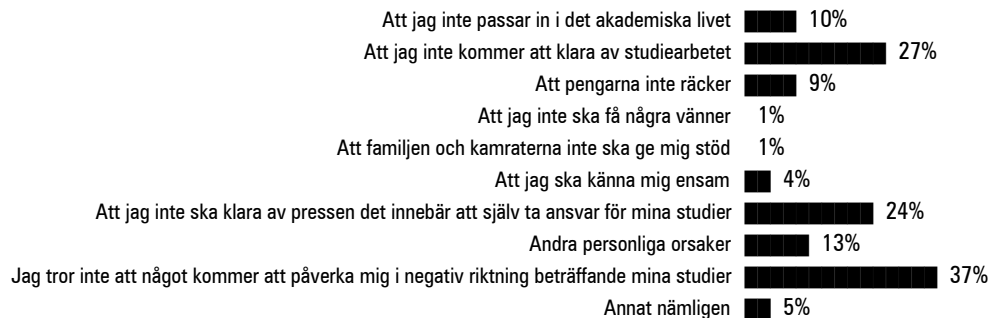 Att jag inte passar in i det akademiska livet 10%
Att jag inte kommer att klara av studiearbetet 27%
Att pengarna inte räcker 9%
Att jag inte ska få några vänner 1%
Att familjen och kamraterna inte ska ge mig stöd 1%
Att jag ska känna mig ensam 4%
Att jag inte ska klara av pressen det innebär att själv ta ansvar för mina studier 24%
Andra personliga orsaker 13%
Jag tror inte att något kommer att påverka mig i negativ riktning beträffande mina studier 37%
Annat nämligen 5%